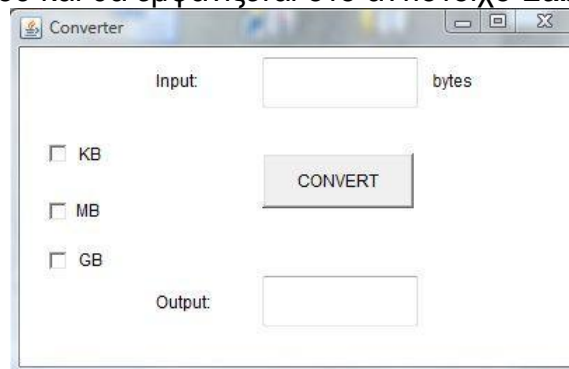 Converter
Input:
bytes
KB
CONVERT
MB
GB
Output: